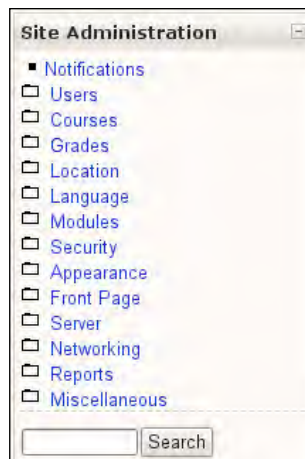 Site Administration
Notifications
Users
Courses
Grades
Location
Language
Modules
Security
Appearance
Front Page
Server
Networking
Reports
Miscellaneous
Search